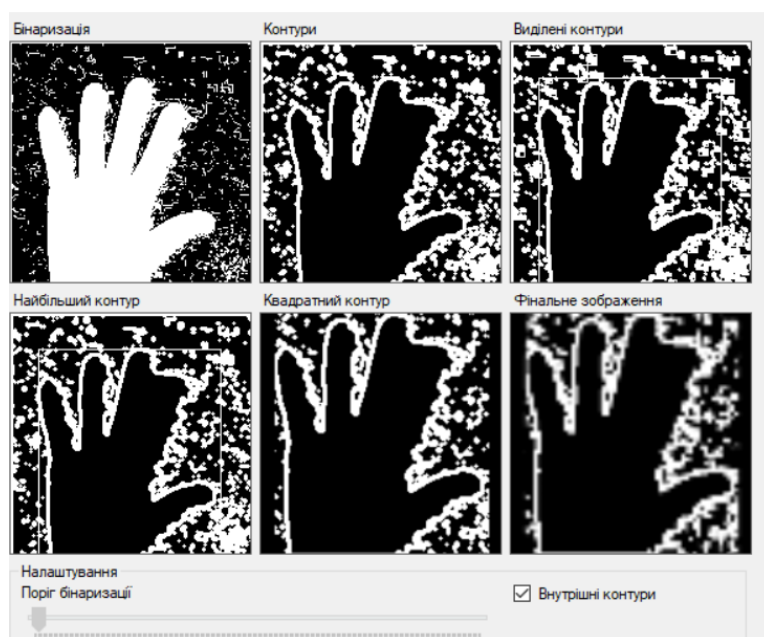 Бінаризація
Контури
Виділені контури
Найбільший контур
Квадратний контур
Фінальне зображення
Налаштування
Поріг бінаризації
Внутрішні контури